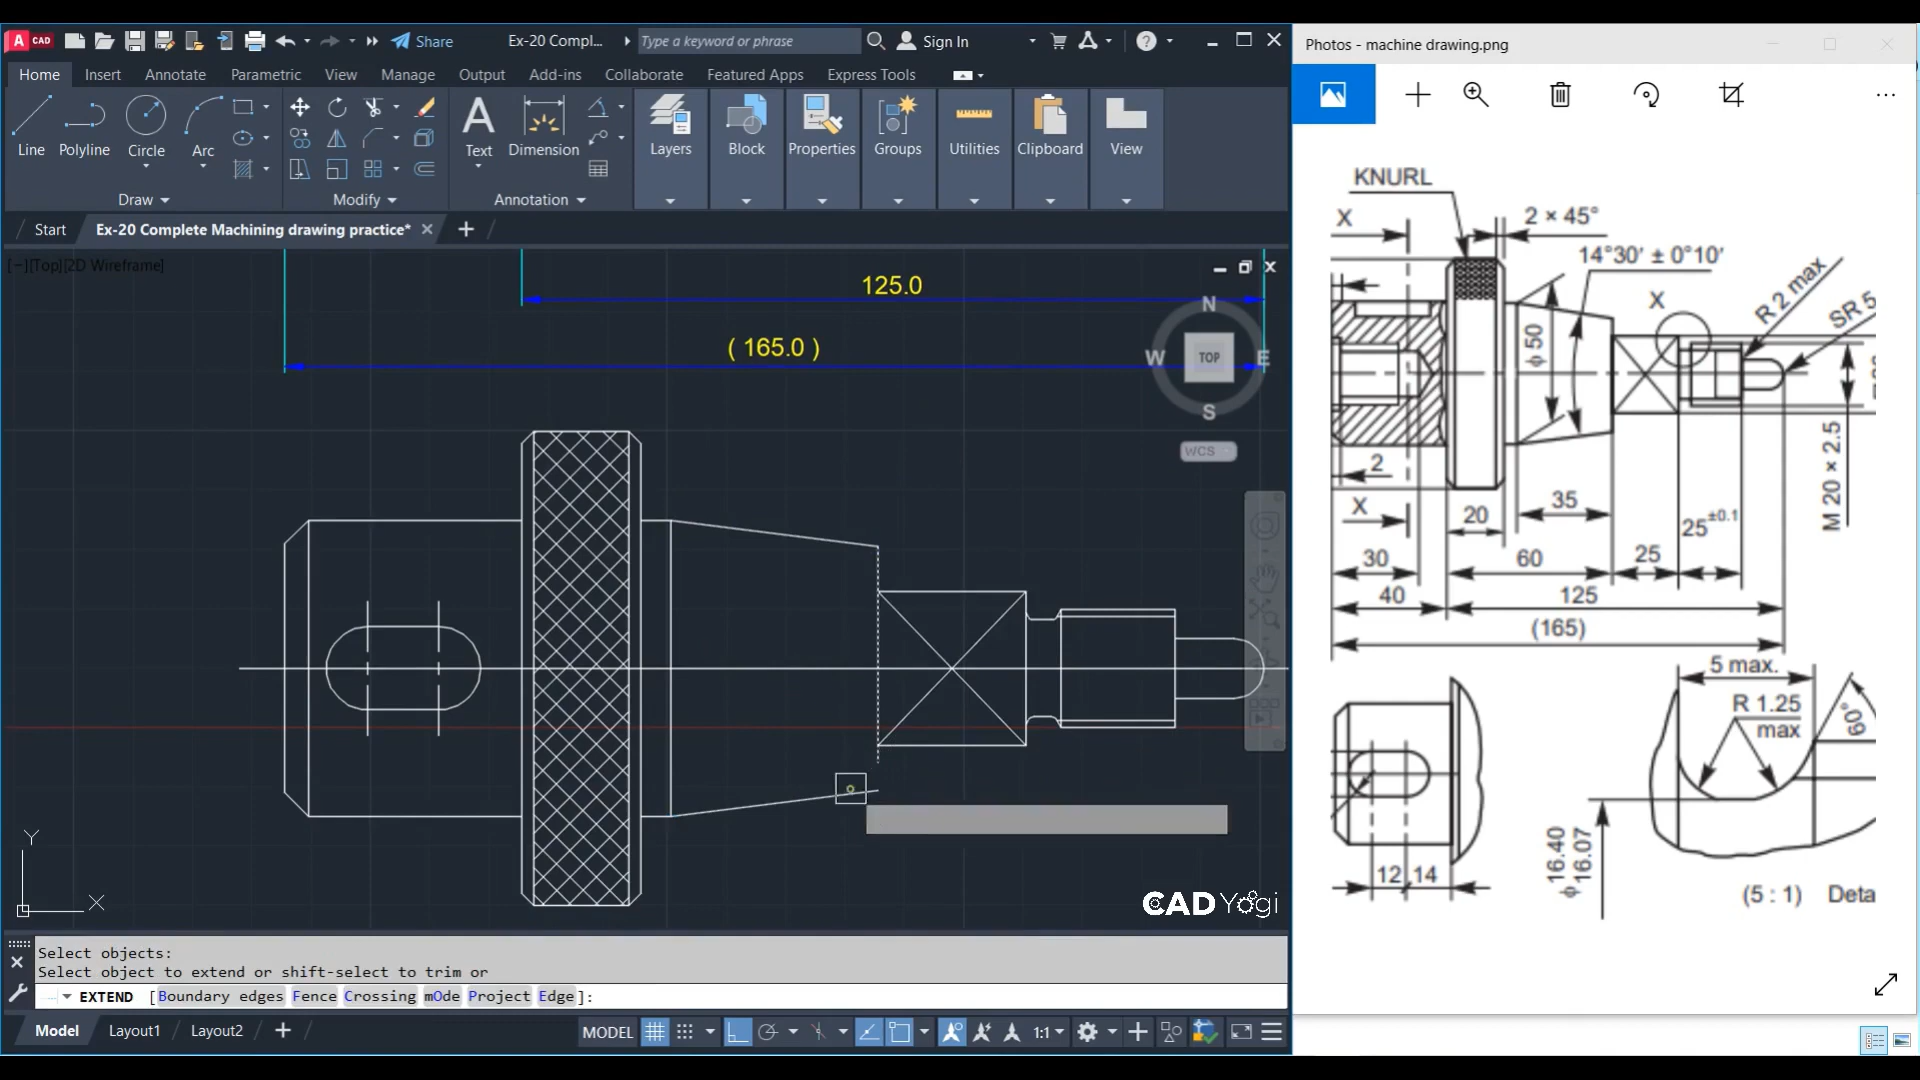 A CAD
Share
Ex-20 Compl...
Type a keyword or phrase
Sign In
Home Insert Annotate Parametric View Manage Output Add-ins Collaborate Featured Apps Express Tools
Line Polyline Circle Arc
Text Dimension
Layers Block Properties Groups Utilities Clipboard View
Draw Modify Annotation
Start Ex-20 Complete Machining drawing practice*
[−][Top][2D Wireframe]
125.0
( 165.0 )
N
W TOP E
S
WCS
Y
X
CAD Yogi
Select objects:
Select object to extend or shift-select to trim or
EXTEND [Boundary edges Fence Crossing mOde Project Edge]:
Model Layout1 Layout2
MODEL 1:1
Photos - machine drawing.png
KNURL
X 2 × 45°
14°30′ ± 0°10′
R 2 max
X
SR 5
ϕ 50
M 20 × 2.5
2
X
20 35
25±0.1
30 60 25
40 125
(165)
5 max.
R 1.25
max
60°
12 14
ϕ 16.40
16.07
(5 : 1) Deta